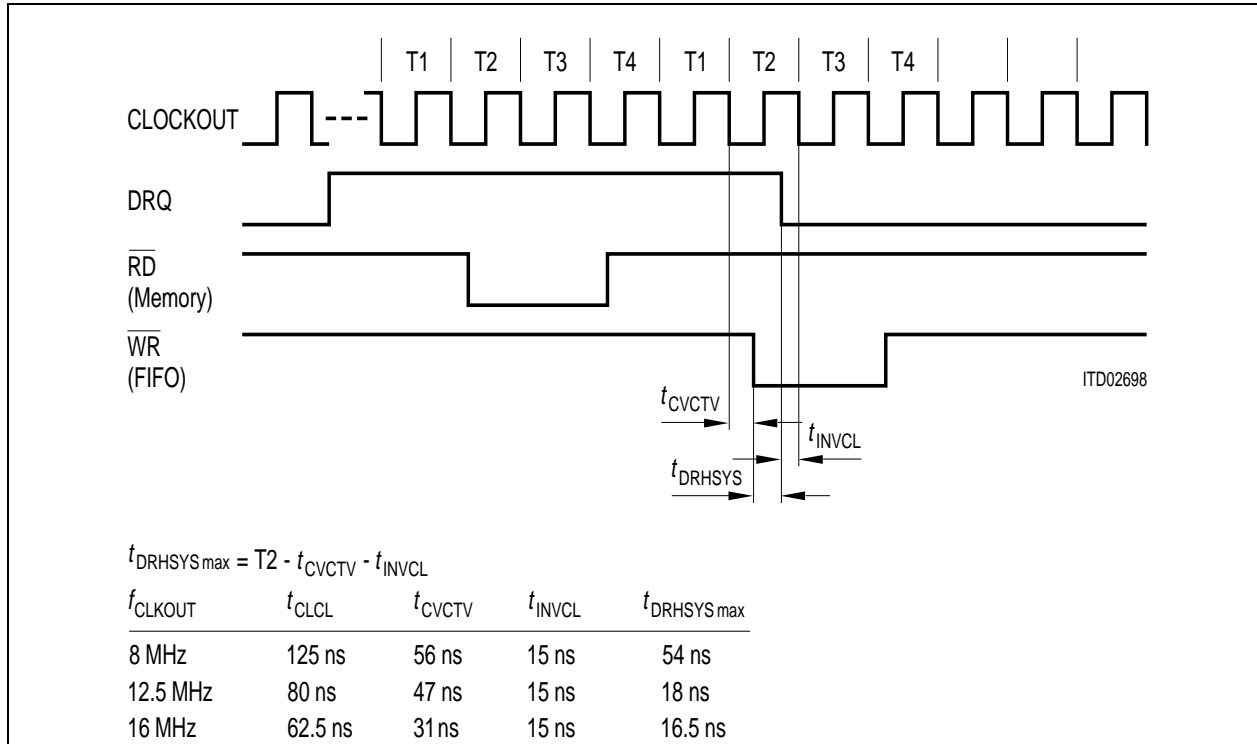 T1 T2 T3 T4 T1 T2 T3 T4
CLOCKOUT
DRQ
RD
(Memory)
WR
(FIFO)
ITD02698
tCVCTV
tINVCL
tDRHSYS
tDRHSYS max = T2 - tCVCTV - tINVCL
fCLKOUT tCLCL tCVCTV tINVCL tDRHSYS max
8 MHz 125 ns 56 ns 15 ns 54 ns
12.5 MHz 80 ns 47 ns 15 ns 18 ns
16 MHz 62.5 ns 31 ns 15 ns 16.5 ns